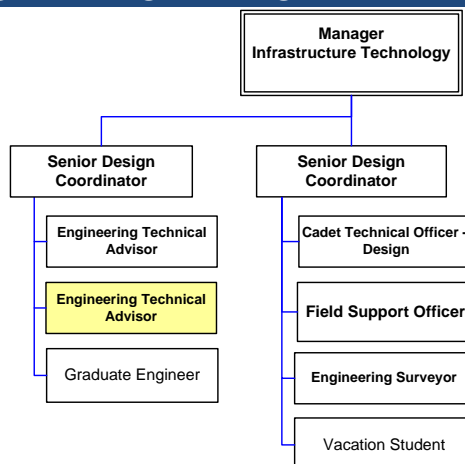 Manager
Infrastructure Technology
Senior Design
Coordinator
Senior Design
Coordinator
Engineering Technical
Advisor
Engineering Technical
Advisor
Graduate Engineer
Cadet Technical Officer -
Design
Field Support Officer
Engineering Surveyor
Vacation Student